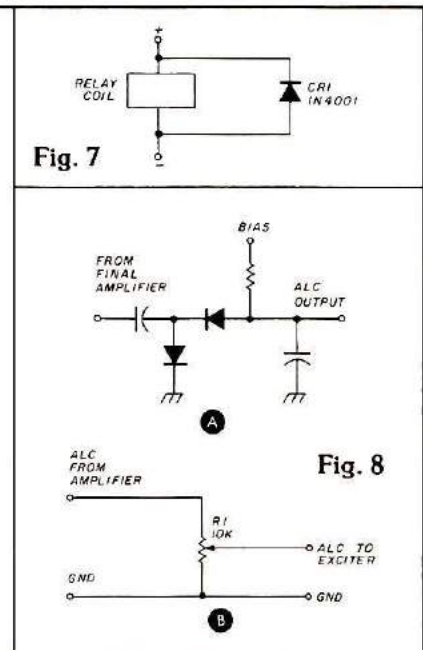 +
RELAY
COIL
CR1
1N4001
Fig. 7
−
BIAS
FROM
FINAL
AMPLIFIER
ALC
OUTPUT
A
Fig. 8
ALC
FROM
AMPLIFIER
R1
10K
ALC TO
EXCITER
GND
GND
B